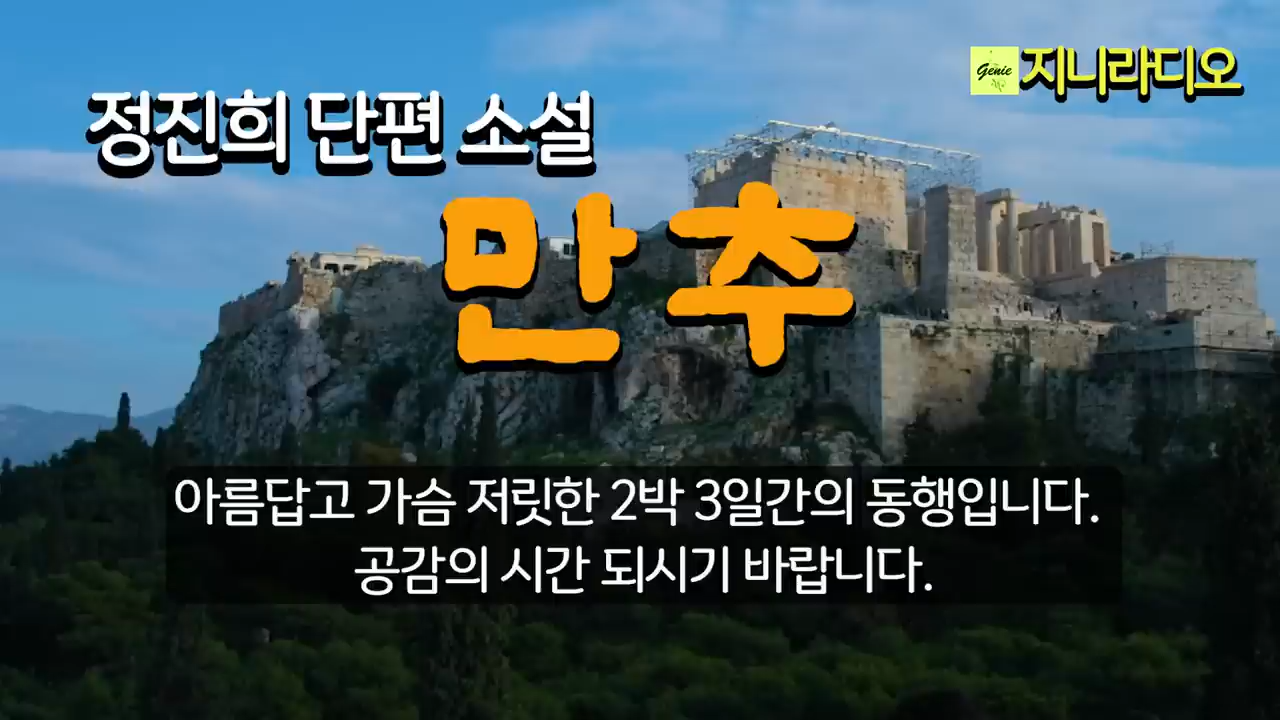 Genie 지니라디오
정진희 단편 소설
만추
아름답고 가슴 저릿한 2박 3일간의 동행입니다.
공감의 시간 되시기 바랍니다.